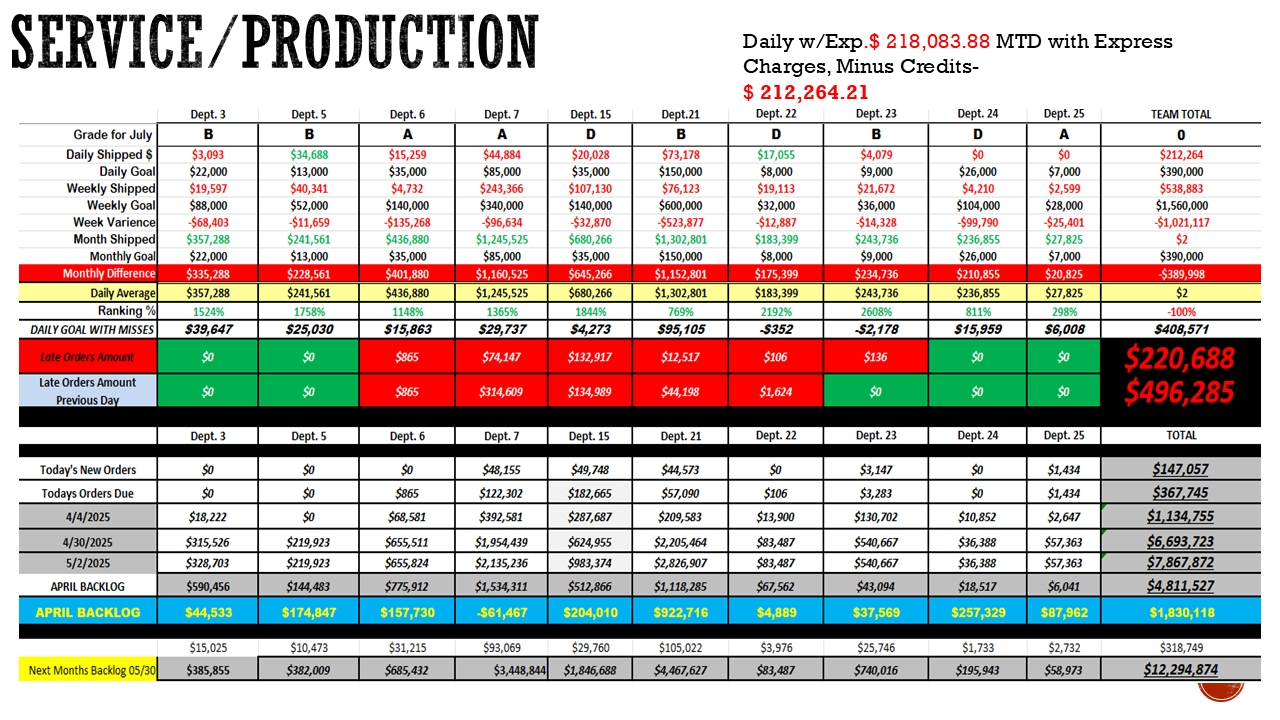 SERVICE/PRODUCTION
Daily w/Exp.$ 218,083.88 MTD with Express
Charges, Minus Credits-
$ 212,264.21
Dept. 3 Dept. 5 Dept. 6 Dept. 7 Dept. 15 Dept.21 Dept. 22 Dept. 23 Dept. 24 Dept. 25 TEAM TOTAL
Grade for July B B A A D B D B D A 0
Daily Shipped $ $3,093 $34,688 $15,259 $44,884 $20,028 $73,178 $17,055 $4,079 $0 $0 $212,264
Daily Goal $22,000 $13,000 $35,000 $85,000 $35,000 $150,000 $8,000 $9,000 $26,000 $7,000 $390,000
Weekly Shipped $19,597 $40,341 $4,732 $243,366 $107,130 $76,123 $19,113 $21,672 $4,210 $2,599 $538,883
Weekly Goal $88,000 $52,000 $140,000 $340,000 $140,000 $600,000 $32,000 $36,000 $104,000 $28,000 $1,560,000
Week Varience -$68,403 -$11,659 -$135,268 -$96,634 -$32,870 -$523,877 -$12,887 -$14,328 -$99,790 -$25,401 -$1,021,117
Month Shipped $357,288 $241,561 $436,880 $1,245,525 $680,266 $1,302,801 $183,399 $243,736 $236,855 $27,825 $2
Monthly Goal $22,000 $13,000 $35,000 $85,000 $35,000 $150,000 $8,000 $9,000 $26,000 $7,000 $390,000
Monthly Difference $335,288 $228,561 $401,880 $1,160,525 $645,266 $1,152,801 $175,399 $234,736 $210,855 $20,825 -$389,998
Daily Average $357,288 $241,561 $436,880 $1,245,525 $680,266 $1,302,801 $183,399 $243,736 $236,855 $27,825 $2
Ranking % 1524% 1758% 1148% 1365% 1844% 769% 2192% 2608% 811% 298% -100%
DAILY GOAL WITH MISSES $39,647 $25,030 $15,863 $29,737 $4,273 $95,105 -$352 -$2,178 $15,959 $6,008 $408,571
Late Orders Amount $0 $0 $865 $74,147 $132,917 $12,517 $106 $136 $0 $0 $220,688
Late Orders Amount
Previous Day $0 $0 $865 $314,609 $134,989 $44,198 $1,624 $0 $0 $0 $496,285
Dept. 3 Dept. 5 Dept. 6 Dept. 7 Dept. 15 Dept. 21 Dept. 22 Dept. 23 Dept. 24 Dept. 25 TOTAL
Today's New Orders $0 $0 $0 $48,155 $49,748 $44,573 $0 $3,147 $0 $1,434 $147,057
Todays Orders Due $0 $0 $865 $122,302 $182,665 $57,090 $106 $3,283 $0 $1,434 $367,745
4/4/2025 $18,222 $0 $68,581 $392,581 $287,687 $209,583 $13,900 $130,702 $10,852 $2,647 $1,134,755
4/30/2025 $315,526 $219,923 $655,511 $1,954,439 $624,955 $2,205,464 $83,487 $540,667 $36,388 $57,363 $6,693,723
5/2/2025 $328,703 $219,923 $655,824 $2,135,236 $983,374 $2,826,907 $83,487 $540,667 $36,388 $57,363 $7,867,872
APRIL BACKLOG $590,456 $144,483 $775,912 $1,534,311 $512,866 $1,118,285 $67,562 $43,094 $18,517 $6,041 $4,811,527
APRIL BACKLOG $44,533 $174,847 $157,730 -$61,467 $204,010 $922,716 $4,889 $37,569 $257,329 $87,962 $1,830,118
$15,025 $10,473 $31,215 $93,069 $29,760 $105,022 $3,976 $25,746 $1,733 $2,732 $318,749
Next Months Backlog 05/30 $385,855 $382,009 $685,432 $3,448,844 $1,846,688 $4,467,627 $83,487 $740,016 $195,943 $58,973 $12,294,874